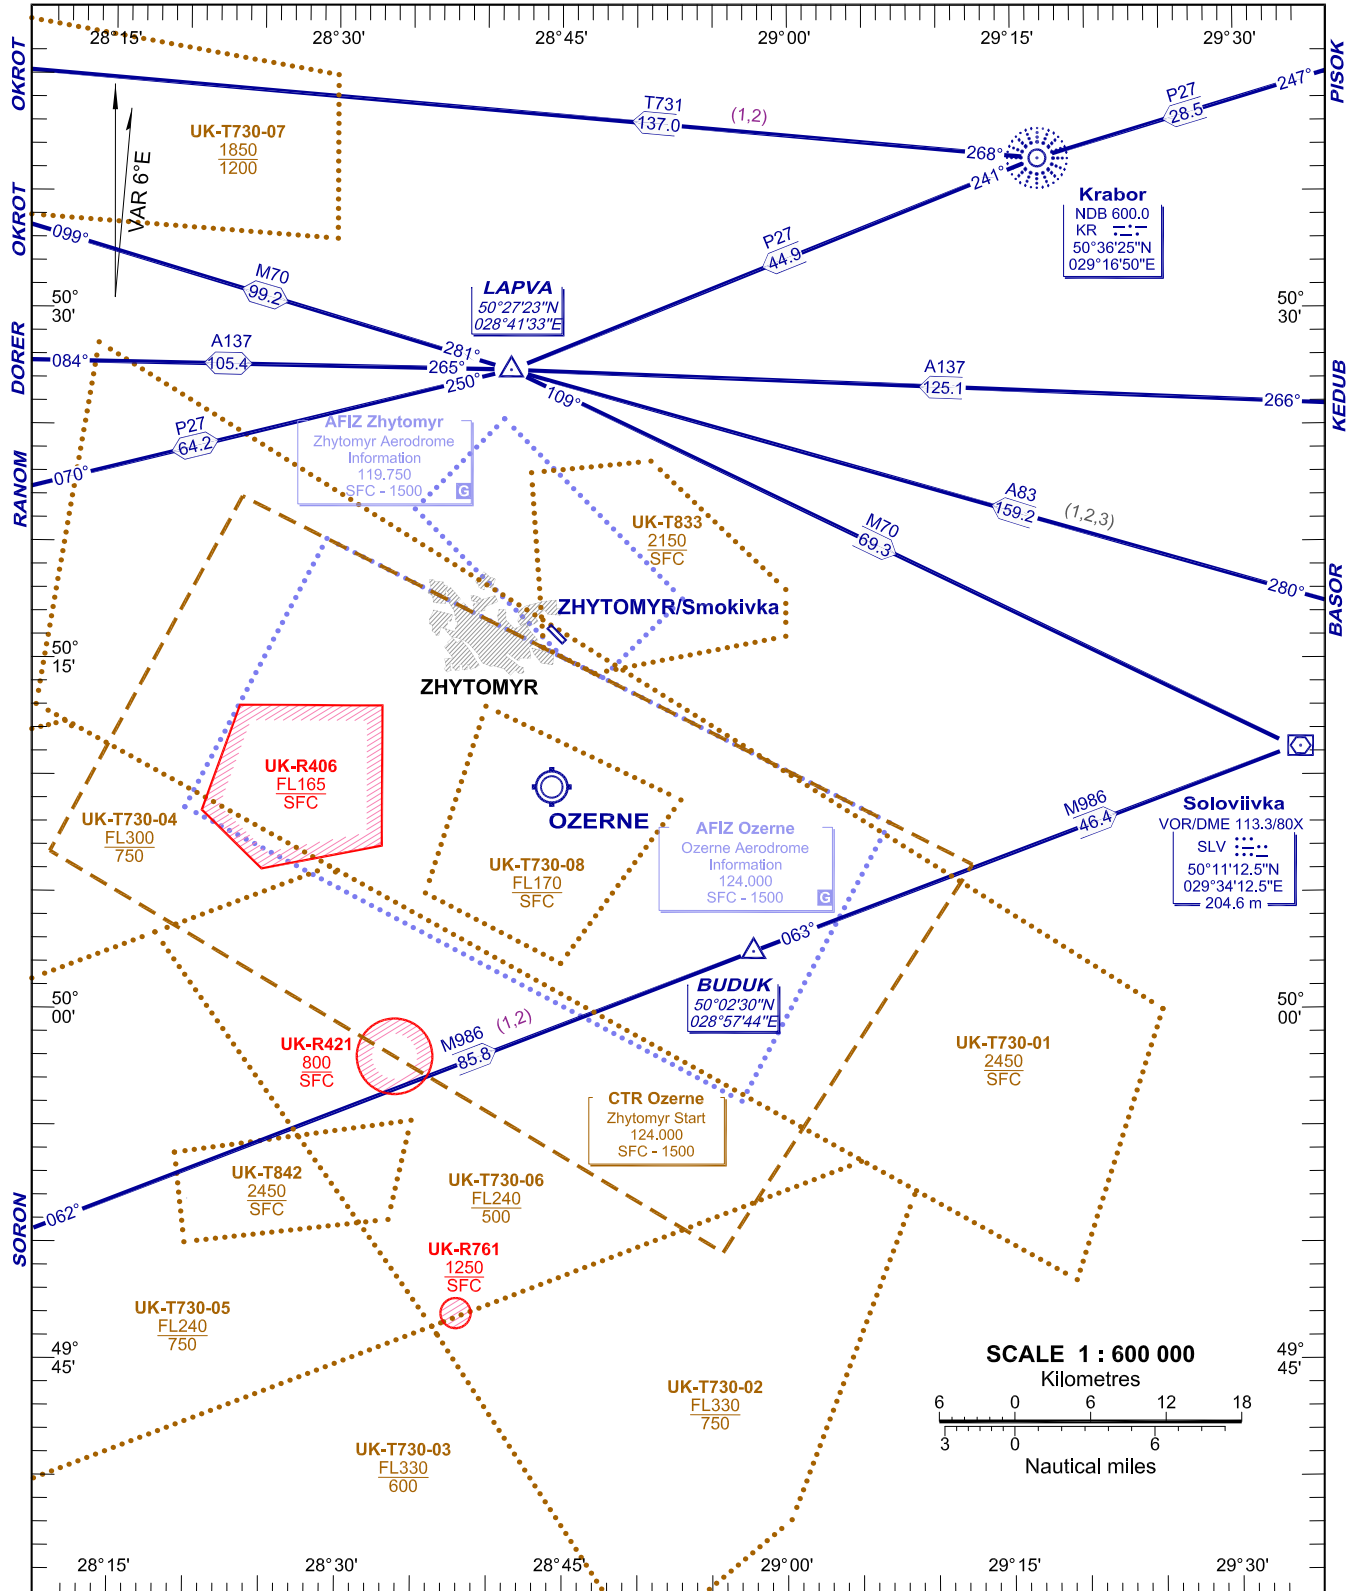 28°15' 28°30' 28°45' 29°00' 29°15' 29°30'
OKROT
PISOK
247°
P27
28.5
T731
137.0
(1,2)
268°
241°
UK-T730-07
1850
1200
VAR 6°E
Krabor
NDB 600.0
KR
50°36'25"N
029°16'50"E
OKROT
099°
M70
99.2
P27
44.9
LAPVA
50°27'23"N
028°41'33"E
50°
30'
50°
30'
DORER
084°
A137
105.4
281°
265°
250°
109°
A137
125.1
266°
KEDUB
RANOM
070°
P27
64.2
AFIZ Zhytomyr
Zhytomyr Aerodrome
Information
119.750
SFC - 1500
G
UK-T833
2150
SFC
M70
69.3
A83
159.2
(1,2,3)
280°
BASOR
ZHYTOMYR/Smokivka
50°
15'
ZHYTOMYR
UK-R406
FL165
SFC
OZERNE
UK-T730-04
FL300
750
UK-T730-08
FL170
SFC
AFIZ Ozerne
Ozerne Aerodrome
Information
124.000
SFC - 1500
G
M986
46.4
Soloviivka
VOR/DME 113.3/80X
SLV
50°11'12.5"N
029°34'12.5"E
204.6 m
063°
BUDUK
50°02'30"N
028°57'44"E
50°
00'
50°
00'
UK-R421
800
SFC
M986
85.8
(1,2)
UK-T730-01
2450
SFC
CTR Ozerne
Zhytomyr Start
124.000
SFC - 1500
UK-T842
2450
SFC
UK-T730-06
FL240
500
SORON
062°
UK-R761
1250
SFC
UK-T730-05
FL240
750
49°
45'
49°
45'
UK-T730-02
FL330
750
SCALE 1 : 600 000
Kilometres
6 0 6 12 18
3 0 6
Nautical miles
UK-T730-03
FL330
600
28°15' 28°30' 28°45' 29°00' 29°15' 29°30'